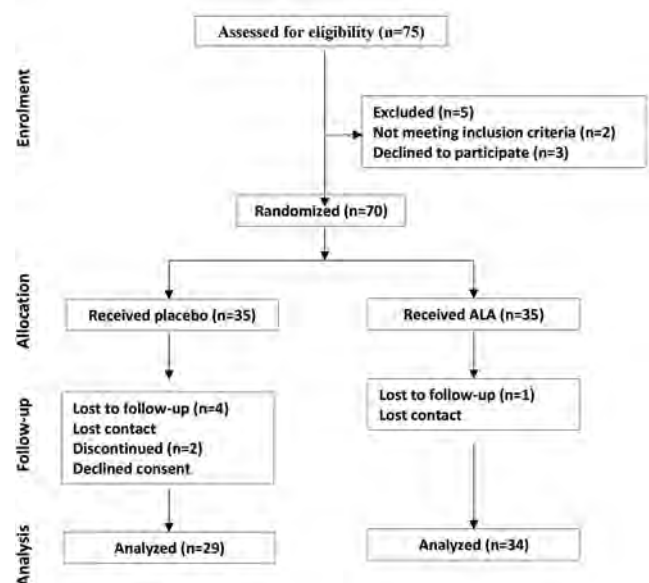 Assessed for eligibility (n=75)
Enrolment
Excluded (n=5)
Not meeting inclusion criteria (n=2)
Declined to participate (n=3)
Randomized (n=70)
Allocation
Received placebo (n=35)
Received ALA (n=35)
Follow-up
Lost to follow-up (n=4)
Lost contact
Discontinued (n=2)
Declined consent
Lost to follow-up (n=1)
Lost contact
Analysis
Analyzed (n=29)
Analyzed (n=34)